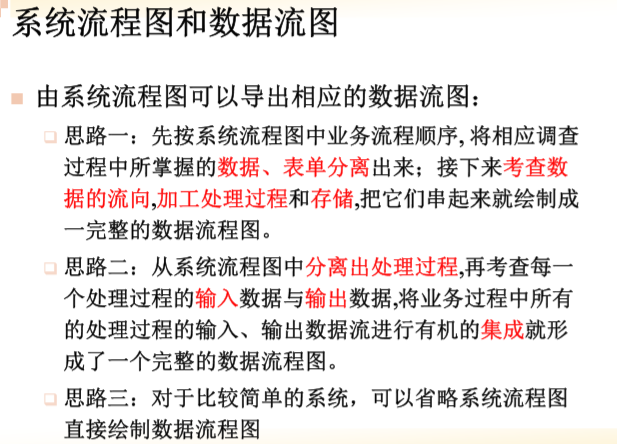 系统流程图和数据流图
由系统流程图可以导出相应的数据流图：
思路一：先按系统流程图中业务流程顺序, 将相应调查
过程中所掌握的数据、表单分离出来；接下来考查数
据的流向,加工处理过程和存储,把它们串起来就绘制成
一完整的数据流程图。
思路二：从系统流程图中分离出处理过程,再考查每一
个处理过程的输入数据与输出数据,将业务过程中所有
的处理过程的输入、输出数据流进行有机的集成就形
成了一个完整的数据流程图。
思路三：对于比较简单的系统，可以省略系统流程图
直接绘制数据流程图